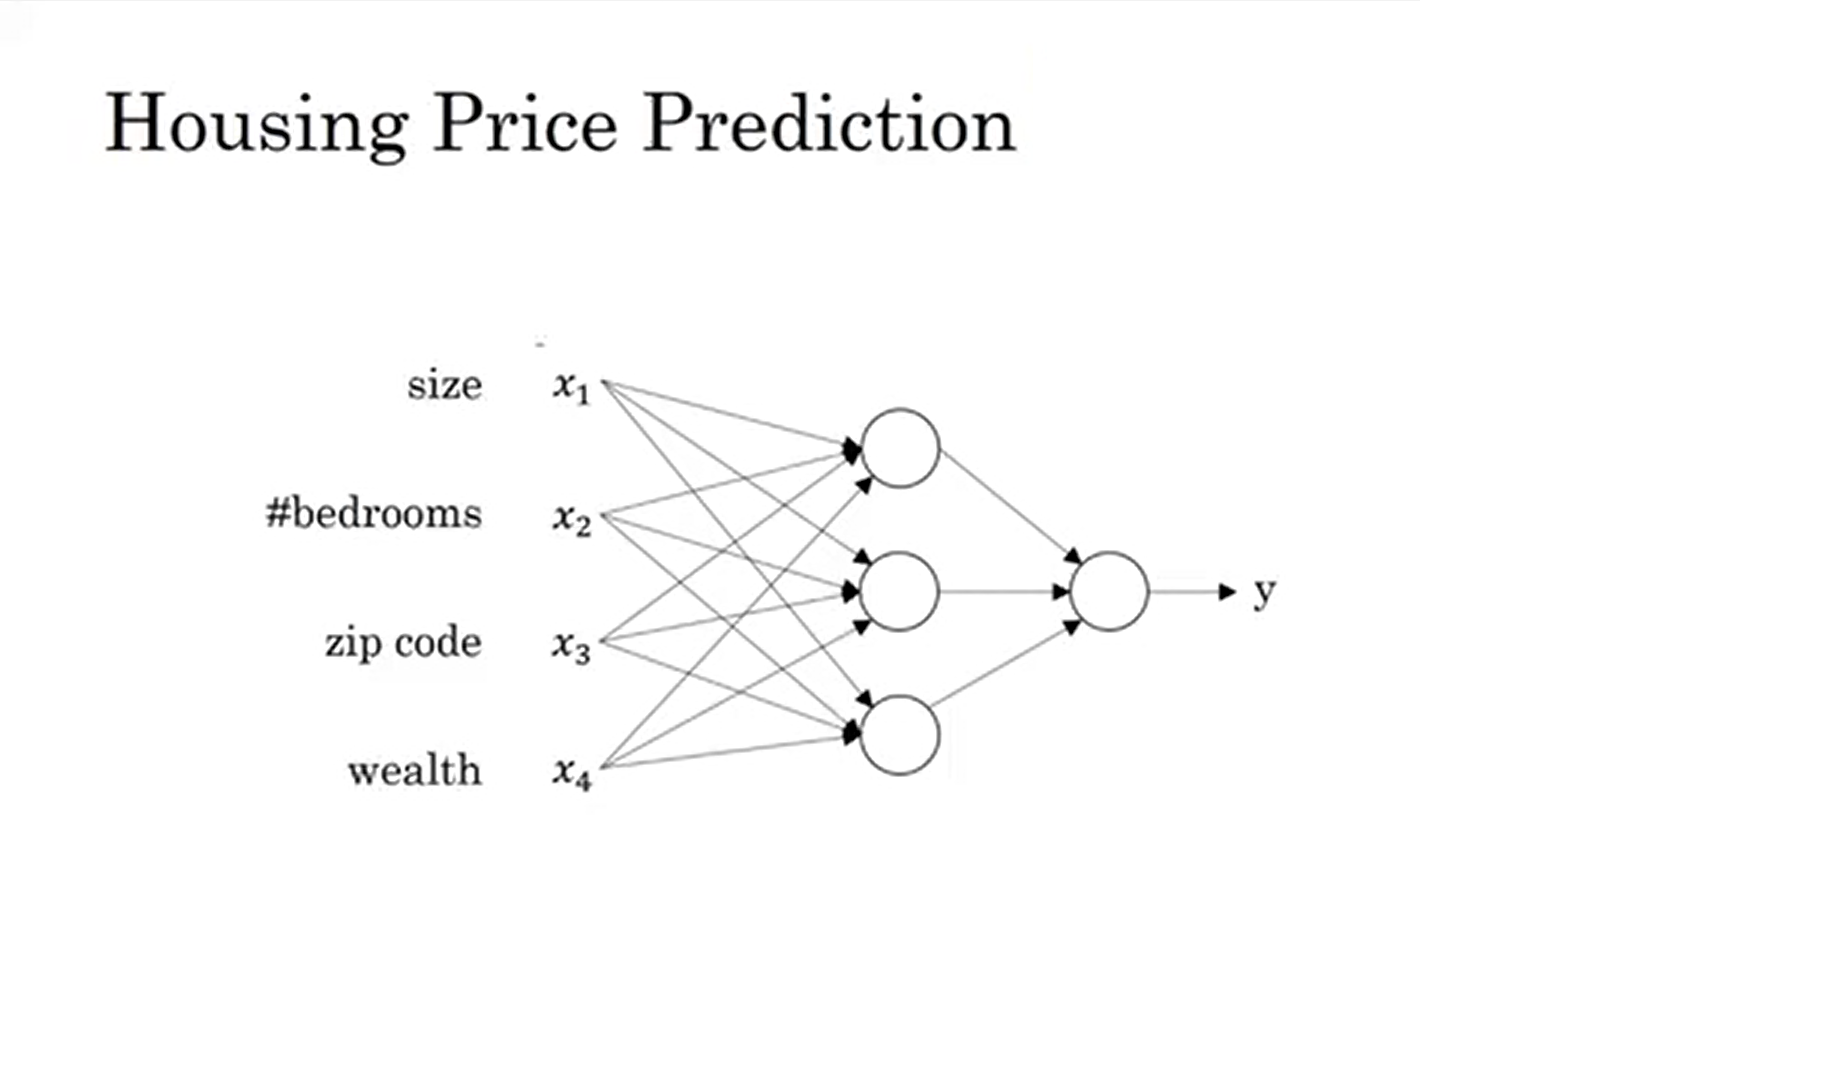 Housing Price Prediction
size x₁
#bedrooms x₂
zip code x₃
wealth x₄
y